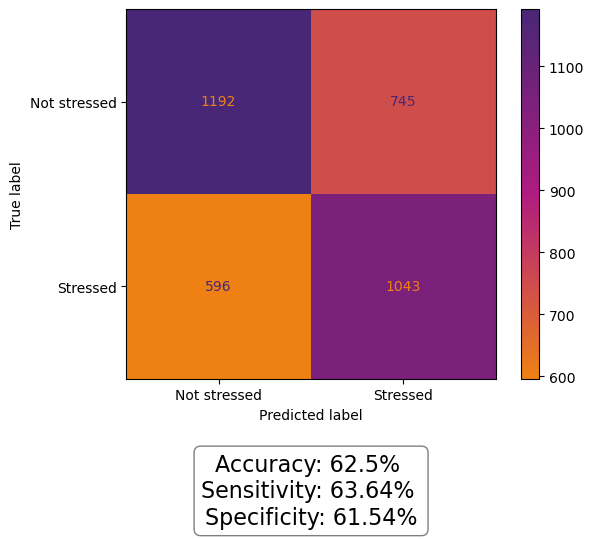 Not stressed
1192
745
True label
Stressed
596
1043
Not stressed
Stressed
Predicted label
1100
1000
900
800
700
600
Accuracy: 62.5%
Sensitivity: 63.64%
Specificity: 61.54%